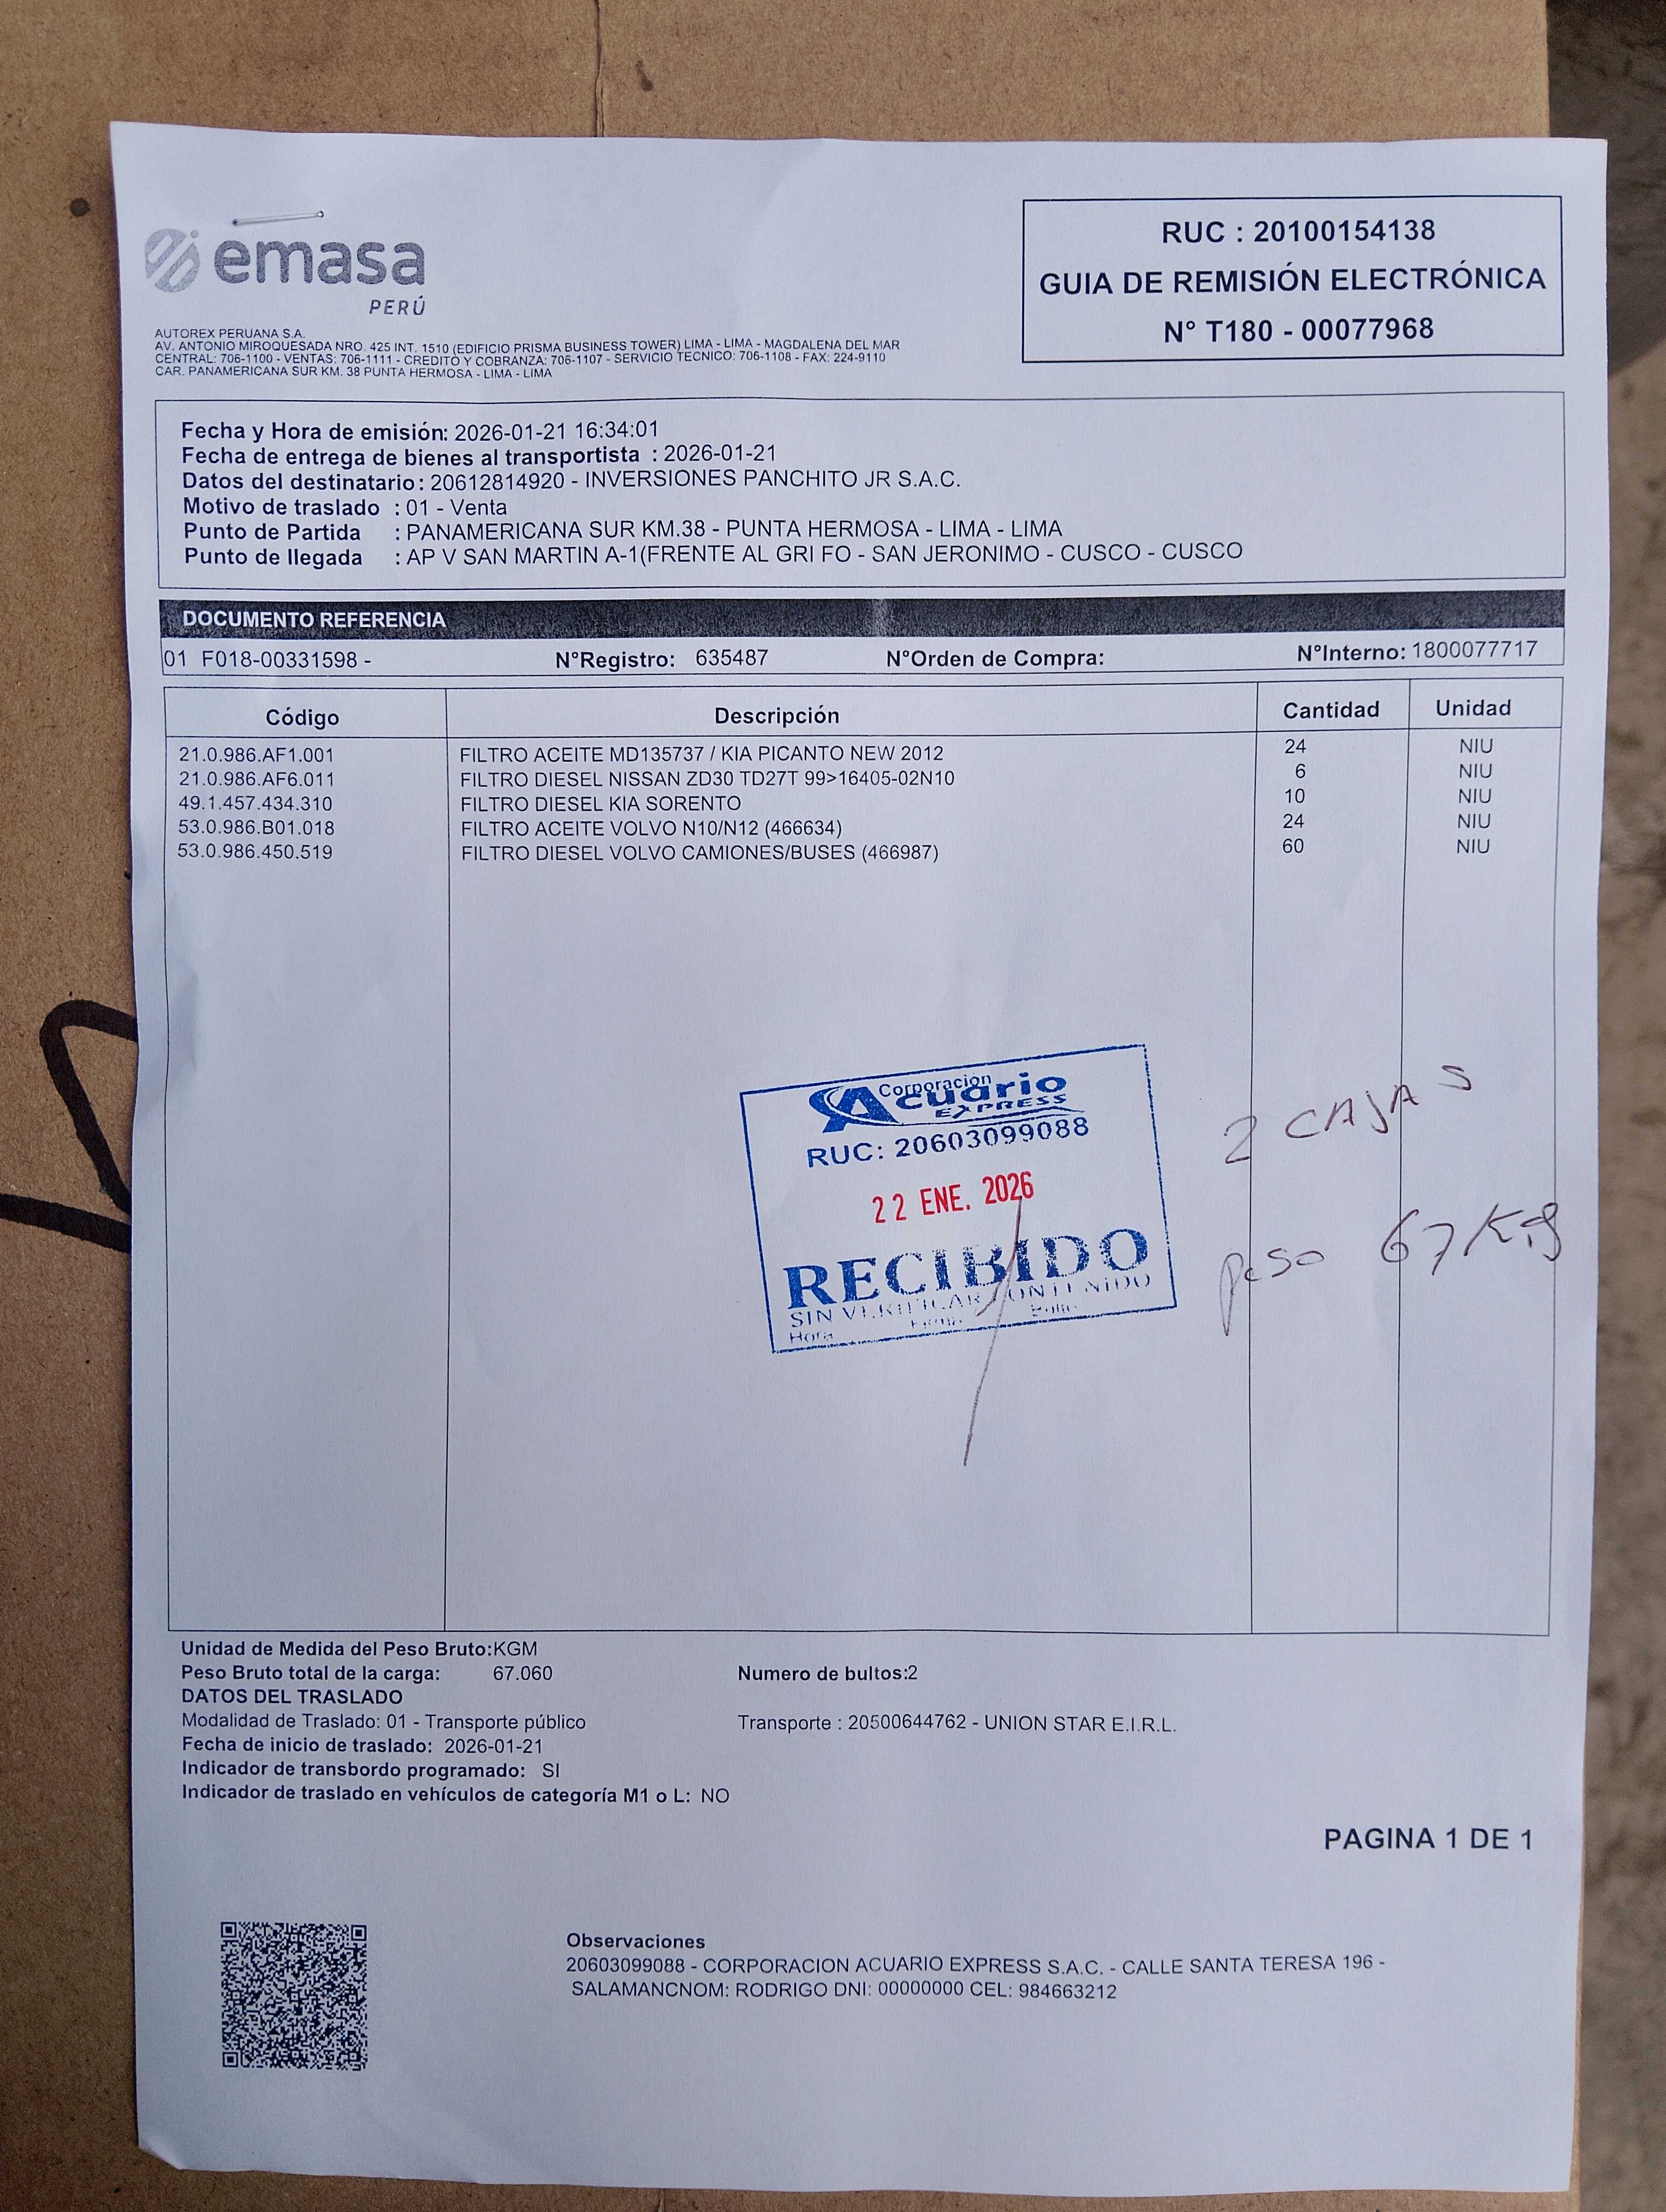 emasa
PERÚ
RUC : 20100154138
GUIA DE REMISIÓN ELECTRÓNICA
N° T180 - 00077968
AUTOREX PERUANA S.A.
AV. ANTONIO MIROQUESADA NRO. 425 INT. 1510 (EDIFICIO PRISMA BUSINESS TOWER) LIMA - LIMA - MAGDALENA DEL MAR
CENTRAL: 706-1100 - VENTAS: 706-1111 - CREDITO Y COBRANZA: 706-1107 - SERVICIO TECNICO: 706-1108 - FAX: 224-9110
CAR. PANAMERICANA SUR KM. 38 PUNTA HERMOSA - LIMA - LIMA
Fecha y Hora de emisión: 2026-01-21 16:34:01
Fecha de entrega de bienes al transportista : 2026-01-21
Datos del destinatario: 20612814920 - INVERSIONES PANCHITO JR S.A.C.
Motivo de traslado : 01 - Venta
Punto de Partida : PANAMERICANA SUR KM.38 - PUNTA HERMOSA - LIMA - LIMA
Punto de llegada : AP V SAN MARTIN A-1(FRENTE AL GRI FO - SAN JERONIMO - CUSCO - CUSCO
DOCUMENTO REFERENCIA
01 F018-00331598 - N°Registro: 635487 N°Orden de Compra: N°Interno: 1800077717
Código Descripción Cantidad Unidad
21.0.986.AF1.001 FILTRO ACEITE MD135737 / KIA PICANTO NEW 2012 24 NIU
21.0.986.AF6.011 FILTRO DIESEL NISSAN ZD30 TD27T 99>16405-02N10 6 NIU
49.1.457.434.310 FILTRO DIESEL KIA SORENTO 10 NIU
53.0.986.B01.018 FILTRO ACEITE VOLVO N10/N12 (466634) 24 NIU
53.0.986.450.519 FILTRO DIESEL VOLVO CAMIONES/BUSES (466987) 60 NIU
Corporación
Acuario
EXPRESS
RUC: 20603099088
22 ENE. 2026
RECIBIDO
SIN VERIFICAR CONTENIDO
Hora Firma
2 CAJAS
peso 67 Kg
Unidad de Medida del Peso Bruto:KGM
Peso Bruto total de la carga: 67.060 Numero de bultos:2
DATOS DEL TRASLADO
Modalidad de Traslado: 01 - Transporte público Transporte : 20500644762 - UNION STAR E.I.R.L.
Fecha de inicio de traslado: 2026-01-21
Indicador de transbordo programado: SI
Indicador de traslado en vehículos de categoría M1 o L: NO
PAGINA 1 DE 1
Observaciones
20603099088 - CORPORACION ACUARIO EXPRESS S.A.C. - CALLE SANTA TERESA 196 -
SALAMANCNOM: RODRIGO DNI: 00000000 CEL: 984663212